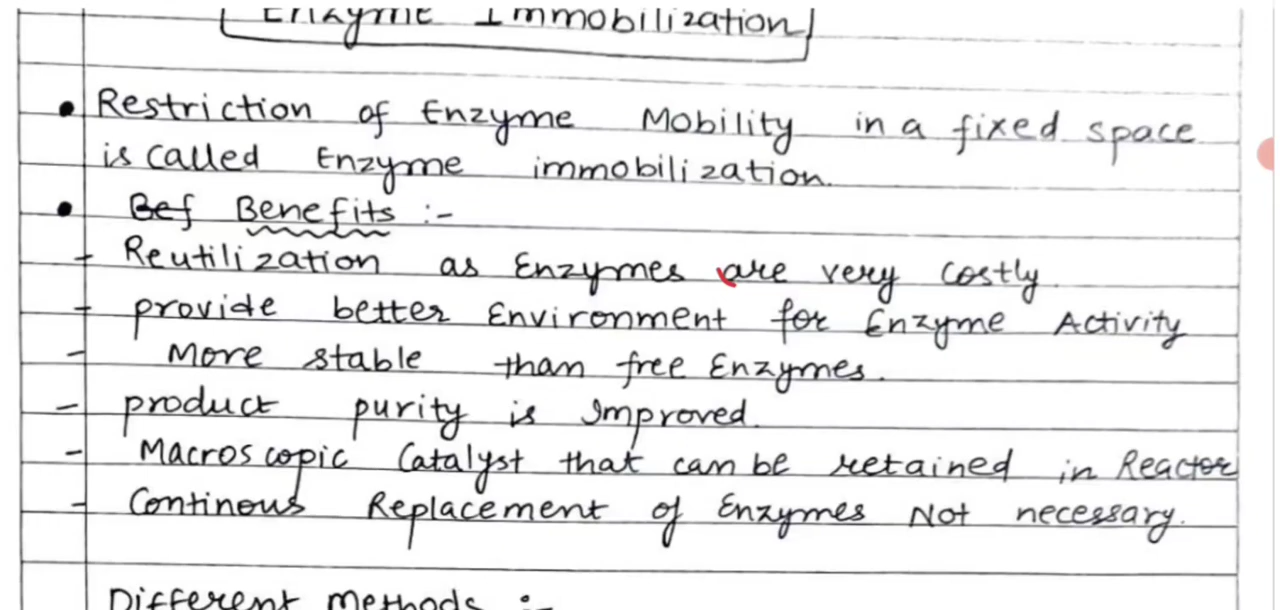 Enzyme Immobilization
• Restriction of Enzyme Mobility in a fixed space
is called Enzyme immobilization.
• Bef Benefits :-
- Reutilization as Enzymes are very costly.
- provide better Environment for Enzyme Activity
- More stable than free Enzymes.
- product purity is Improved.
- Macroscopic Catalyst that can be retained in Reactor
- Continous Replacement of Enzymes Not necessary.
Different Methods :-